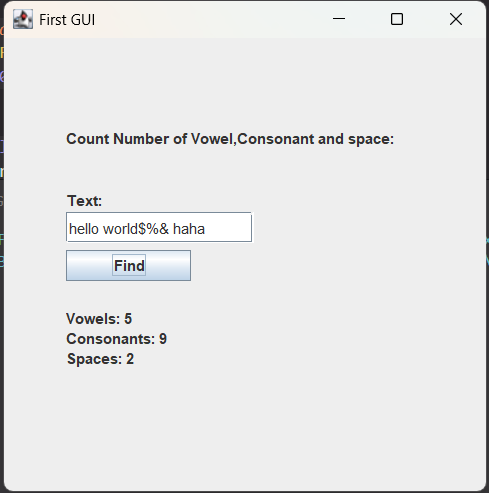 First GUI
Count Number of Vowel,Consonant and space:
Text:
hello world$%& haha
Find
Vowels: 5
Consonants: 9
Spaces: 2